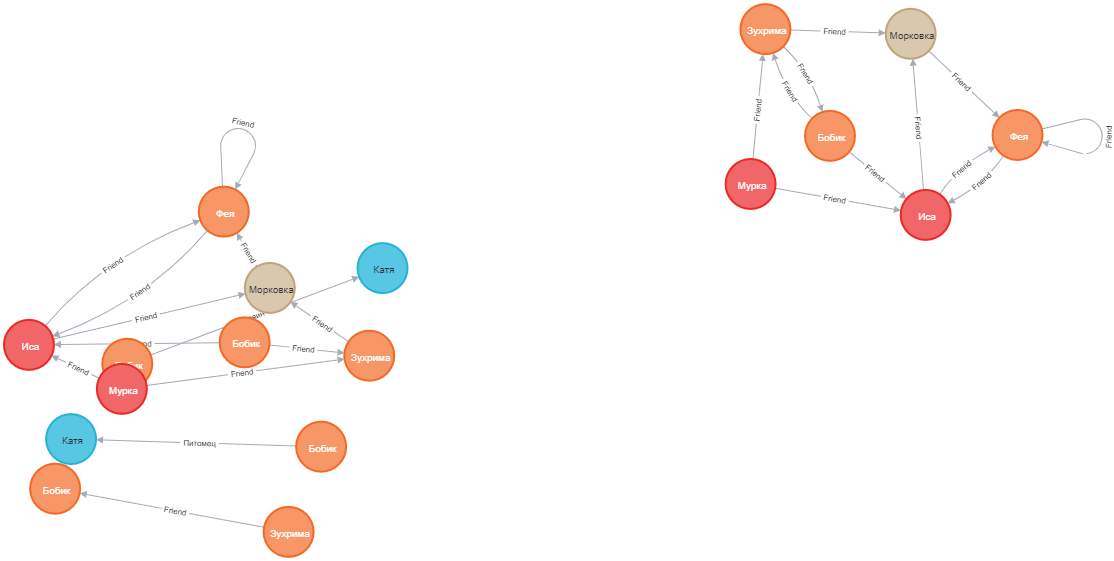 Зухрима
Friend
Морковка
Friend
Friend
Friend
Friend
Friend
Бобик
Фея
Friend
Friend
Friend
Friend
Мурка
Friend
Иса
Friend
Фея
Friend
Катя
Friend
Морковка
Friend
Friend
Friend
Иса
Бобик
Friend
Зухрима
Friend
Мурка
Friend
Катя
Питомец
Бобик
Бобик
Friend
Зухрима